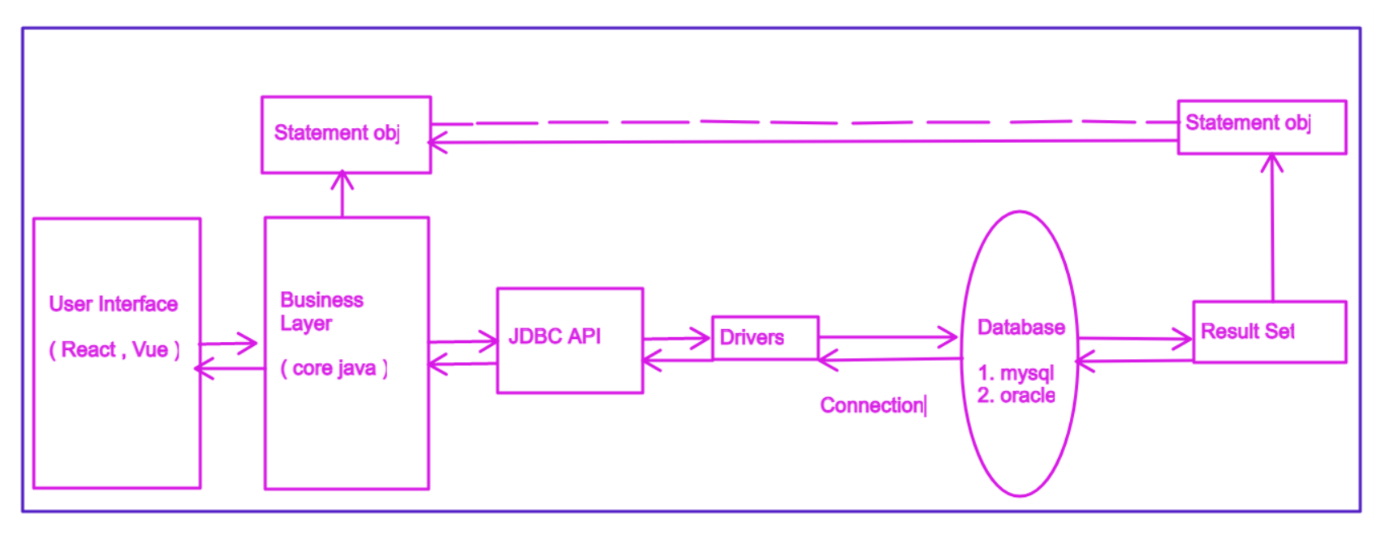 Statement obj
Statement obj
User Interface
( React , Vue )
Business
Layer
( core java )
JDBC API
Drivers
Connection
Database
1. mysql
2. oracle
Result Set